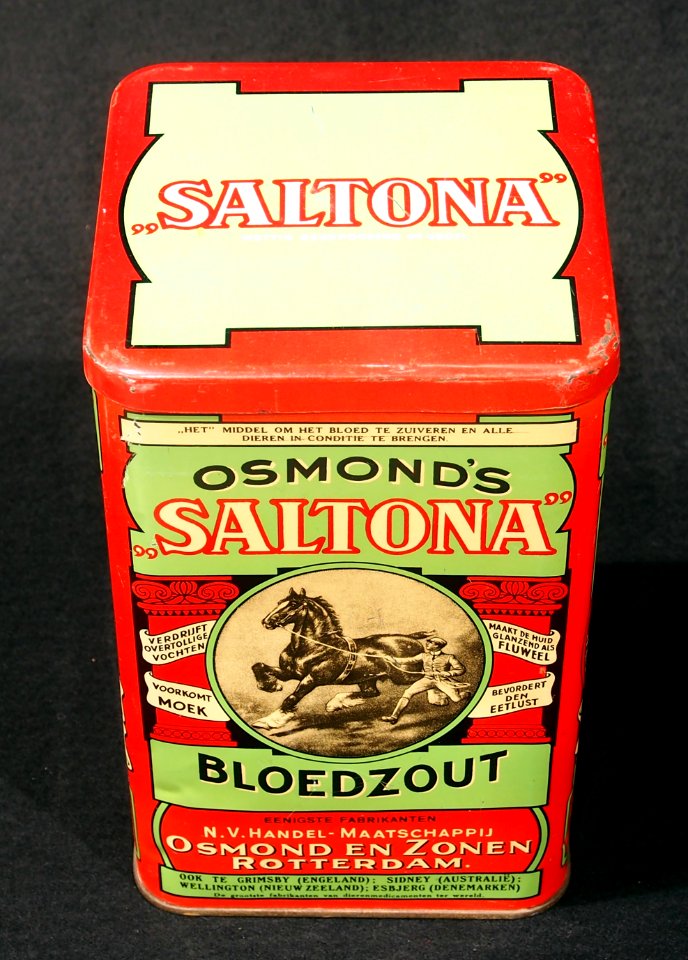 „SALTONA”
„HET” MIDDEL OM HET BLOED TE ZUIVEREN EN ALLE
DIEREN IN CONDITIE TE BRENGEN.
OSMOND'S
„SALTONA”
VERDRIJFT
OVERTOLLIGE
VOCHTEN
VOORKOMT
MOEK
MAAKT DE HUID
GLANZEND ALS
FLUWEEL
BEVORDERT
DEN
EETLUST
BLOEDZOUT
EENIGSTE FABRIKANTEN
N.V. HANDEL-MAATSCHAPPIJ
OSMOND EN ZONEN
ROTTERDAM.
OOK TE GRIMSBY (ENGELAND); SIDNEY (AUSTRALIË);
WELLINGTON (NIEUW ZEELAND); ESBJERG (DENEMARKEN)
De grootste fabrikanten van dierenmedicamenten ter wereld.